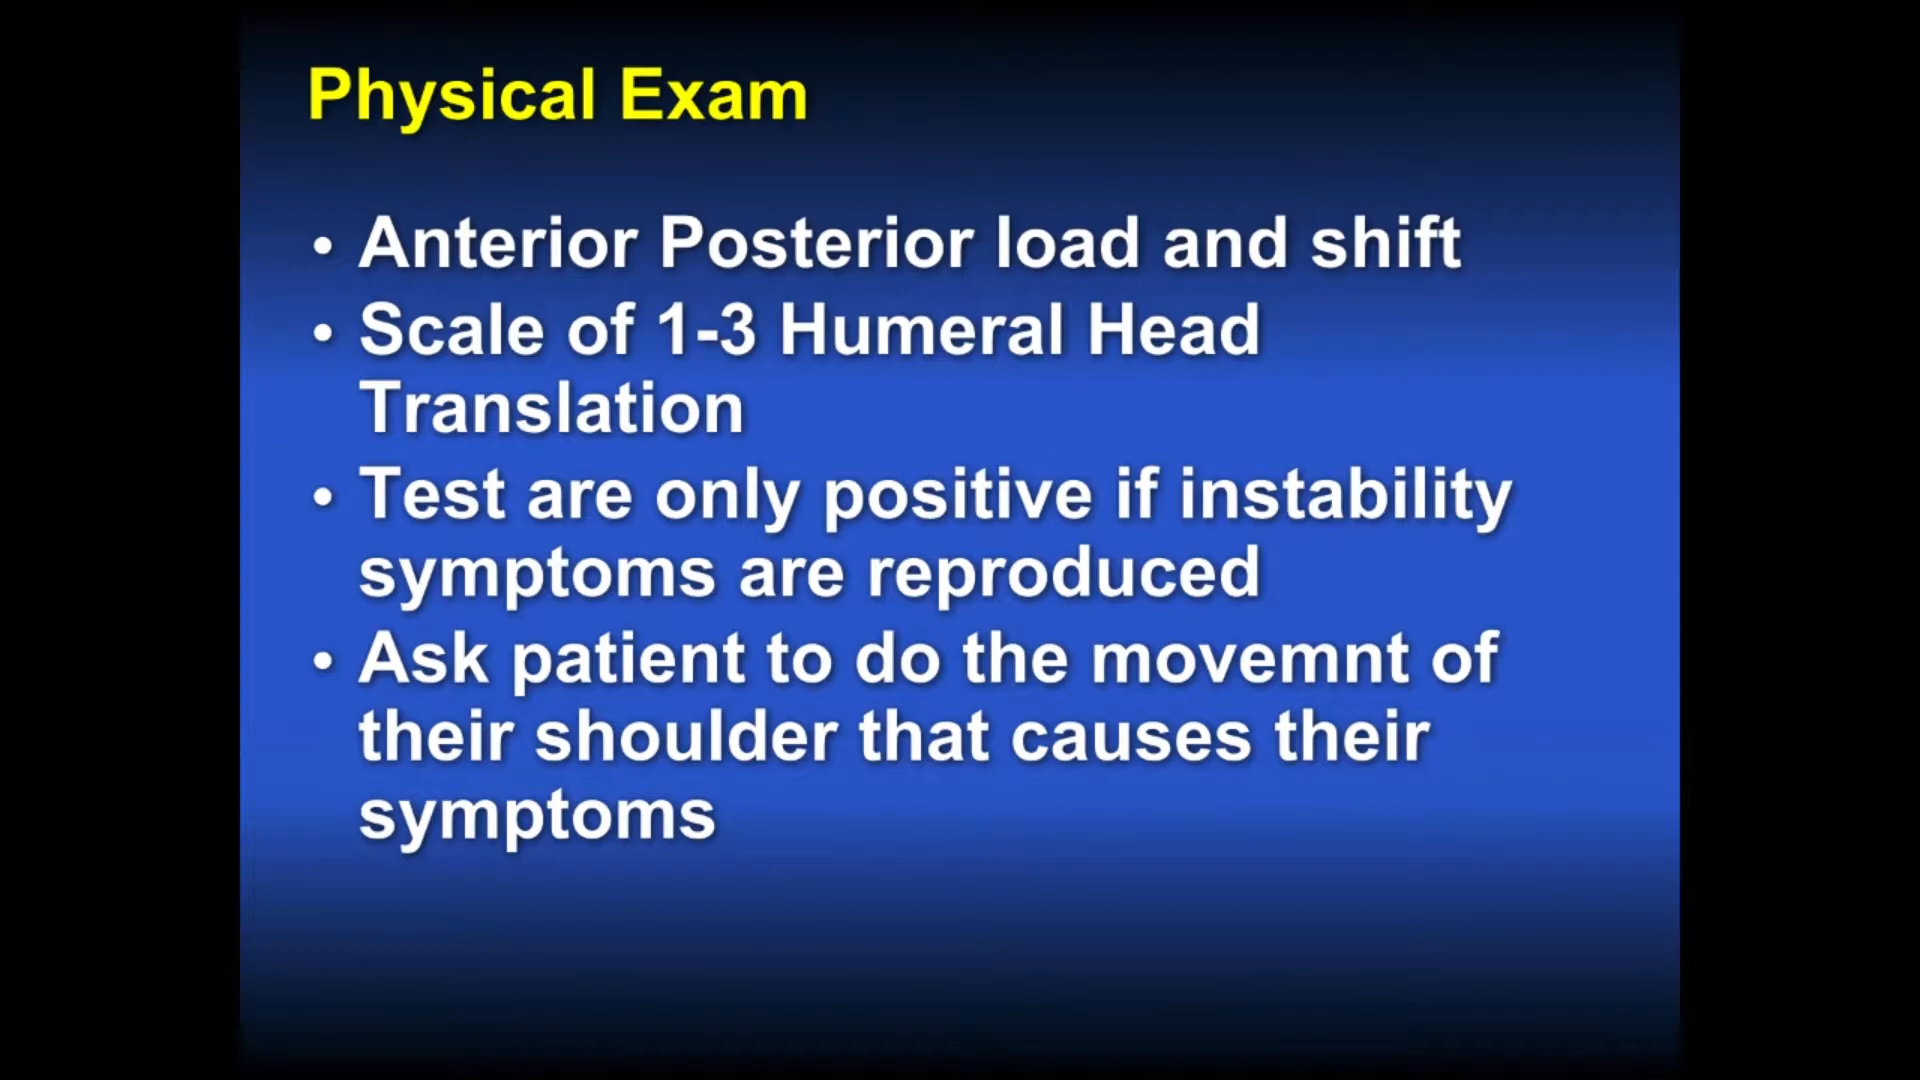 Physical Exam
• Anterior Posterior load and shift
• Scale of 1-3 Humeral Head
Translation
• Test are only positive if instability
symptoms are reproduced
• Ask patient to do the movemnt of
their shoulder that causes their
symptoms